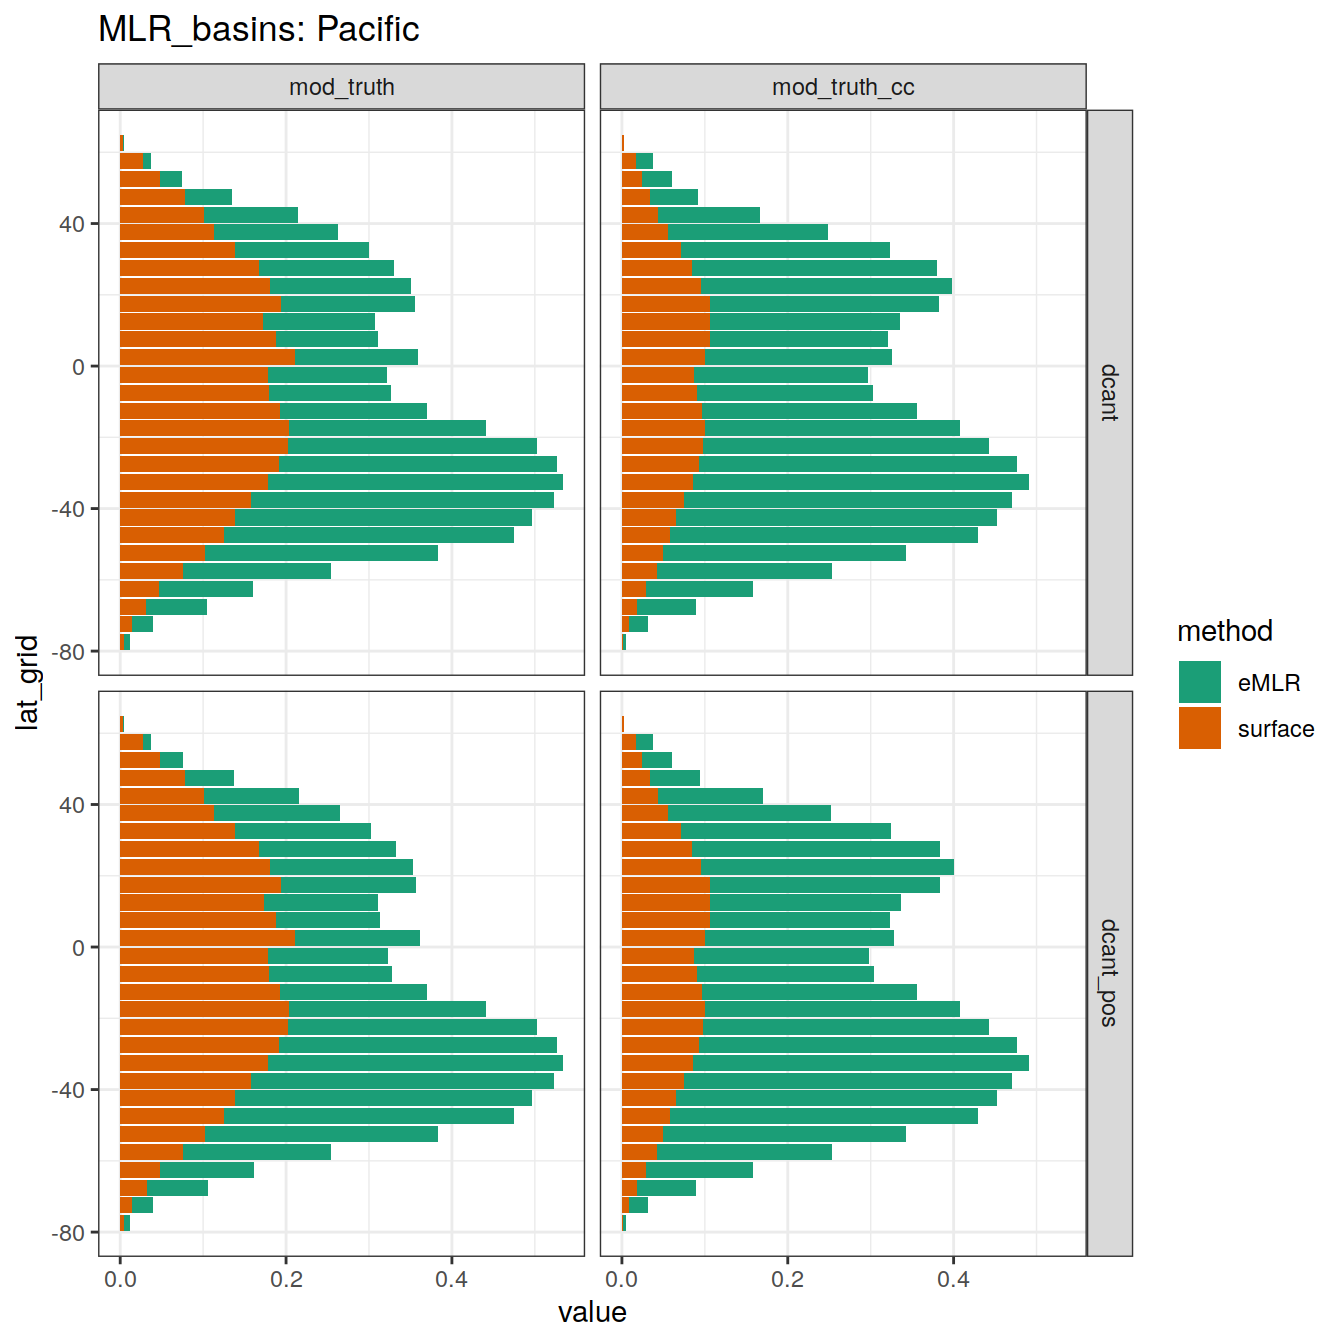 MLR_basins: Pacific
mod_truth
mod_truth_cc
40
0
-40
-80
dcant
40
0
-40
-80
dcant_pos
lat_grid
0.0
0.2
0.4
0.0
0.2
0.4
value
method
eMLR
surface